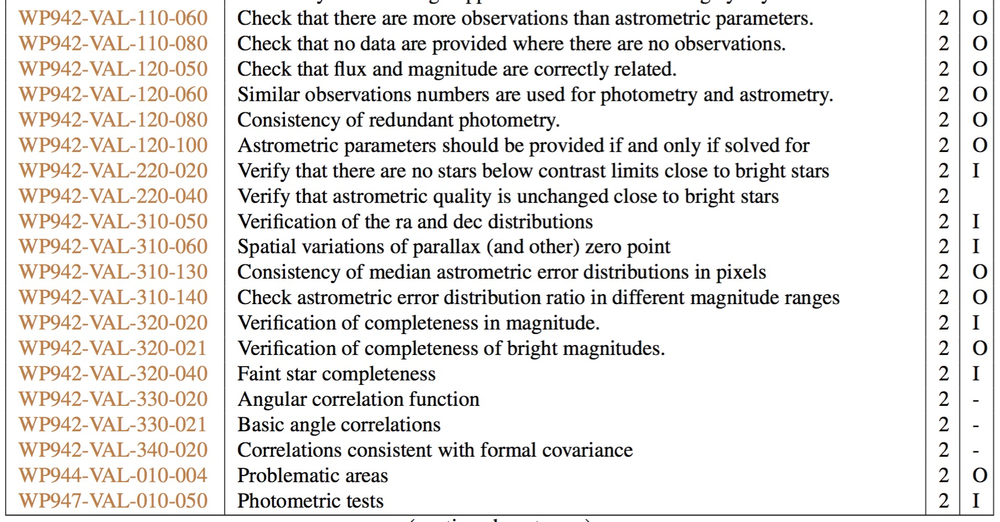 WP942-VAL-110-060 Check that there are more observations than astrometric parameters. 2 O
WP942-VAL-110-080 Check that no data are provided where there are no observations. 2 O
WP942-VAL-120-050 Check that flux and magnitude are correctly related. 2 O
WP942-VAL-120-060 Similar observations numbers are used for photometry and astrometry. 2 O
WP942-VAL-120-080 Consistency of redundant photometry. 2 O
WP942-VAL-120-100 Astrometric parameters should be provided if and only if solved for 2 O
WP942-VAL-220-020 Verify that there are no stars below contrast limits close to bright stars 2 I
WP942-VAL-220-040 Verify that astrometric quality is unchanged close to bright stars 2
WP942-VAL-310-050 Verification of the ra and dec distributions 2 I
WP942-VAL-310-060 Spatial variations of parallax (and other) zero point 2 I
WP942-VAL-310-130 Consistency of median astrometric error distributions in pixels 2 O
WP942-VAL-310-140 Check astrometric error distribution ratio in different magnitude ranges 2 O
WP942-VAL-320-020 Verification of completeness in magnitude. 2 I
WP942-VAL-320-021 Verification of completeness of bright magnitudes. 2 O
WP942-VAL-320-040 Faint star completeness 2 I
WP942-VAL-330-020 Angular correlation function 2 -
WP942-VAL-330-021 Basic angle correlations 2 -
WP942-VAL-340-020 Correlations consistent with formal covariance 2 -
WP944-VAL-010-004 Problematic areas 2 O
WP947-VAL-010-050 Photometric tests 2 I